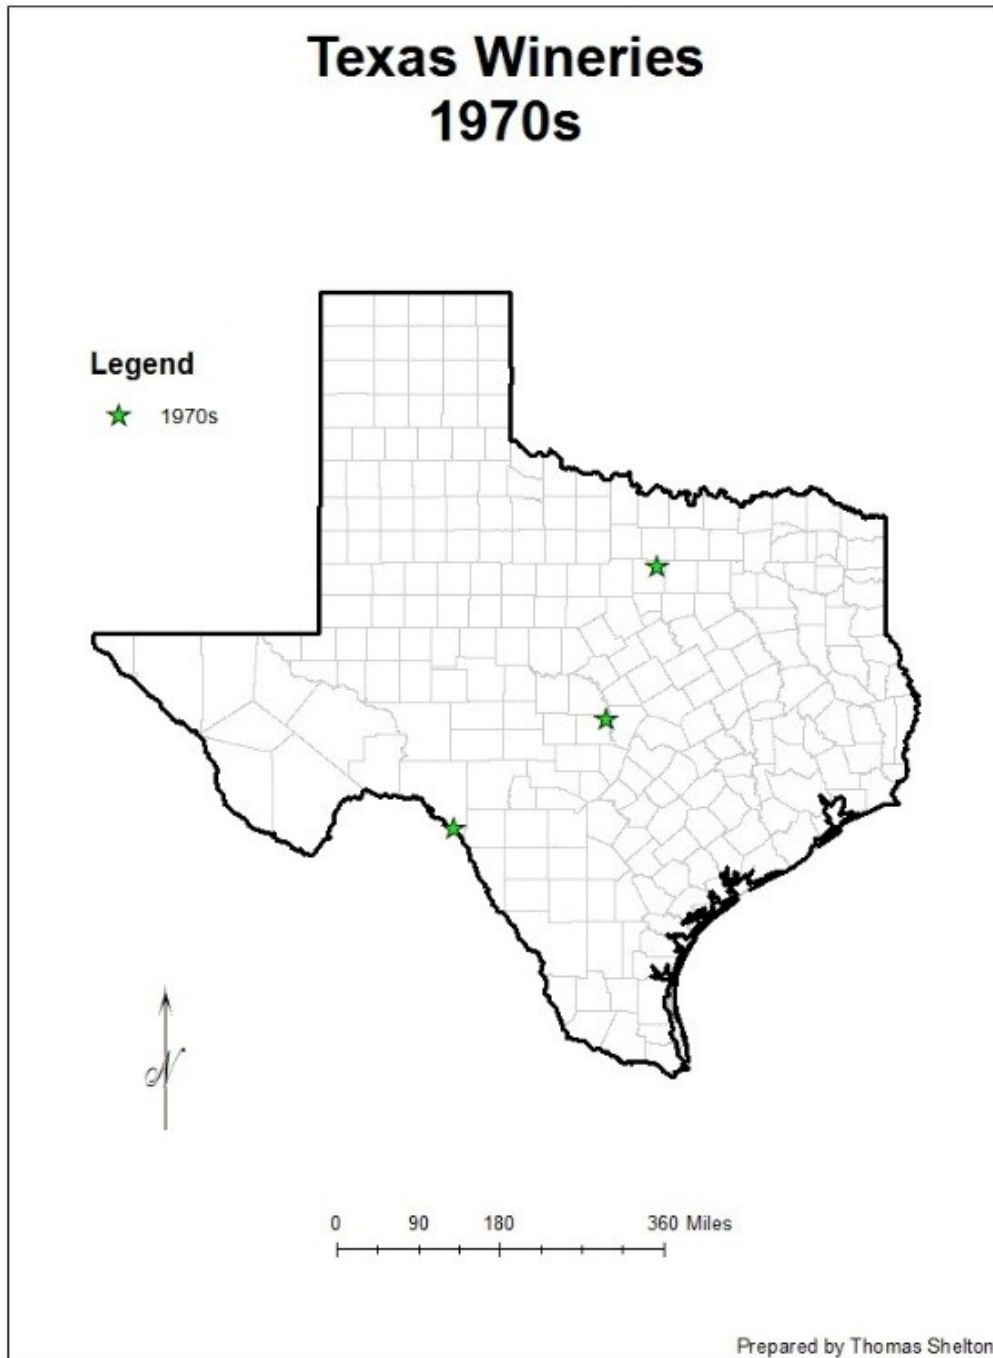 Texas Wineries
1970s
Legend
1970s
N
0 90 180 360 Miles
Prepared by Thomas Shelton